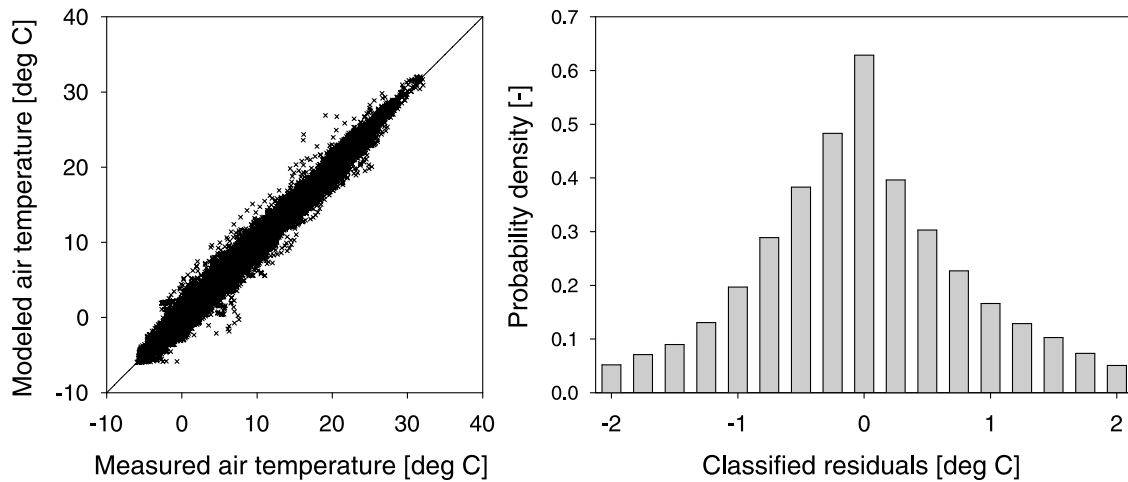 Modeled air temperature [deg C]
40
30
20
10
0
-10
-10 0 10 20 30 40
Measured air temperature [deg C]
Probability density [-]
0.7
0.6
0.5
0.4
0.3
0.2
0.1
0.0
-2 -1 0 1 2
Classified residuals [deg C]